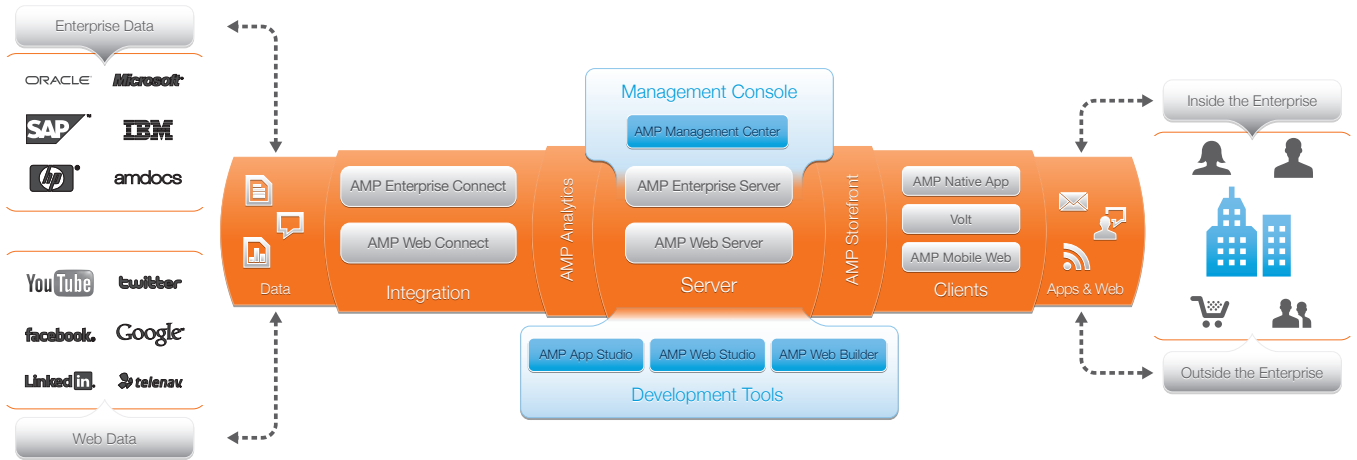 Enterprise Data
ORACLE
Microsoft
SAP
IBM
hp
amdocs
YouTube
twitter
facebook.
Google
Linked in.
telenav.
Web Data
Data
AMP Enterprise Connect
AMP Web Connect
Integration
AMP Analytics
Management Console
AMP Management Center
AMP Enterprise Server
AMP Web Server
Server
AMP App Studio
AMP Web Studio
AMP Web Builder
Development Tools
AMP Storefront
AMP Native App
Volt
AMP Mobile Web
Clients
Apps & Web
Inside the Enterprise
Outside the Enterprise